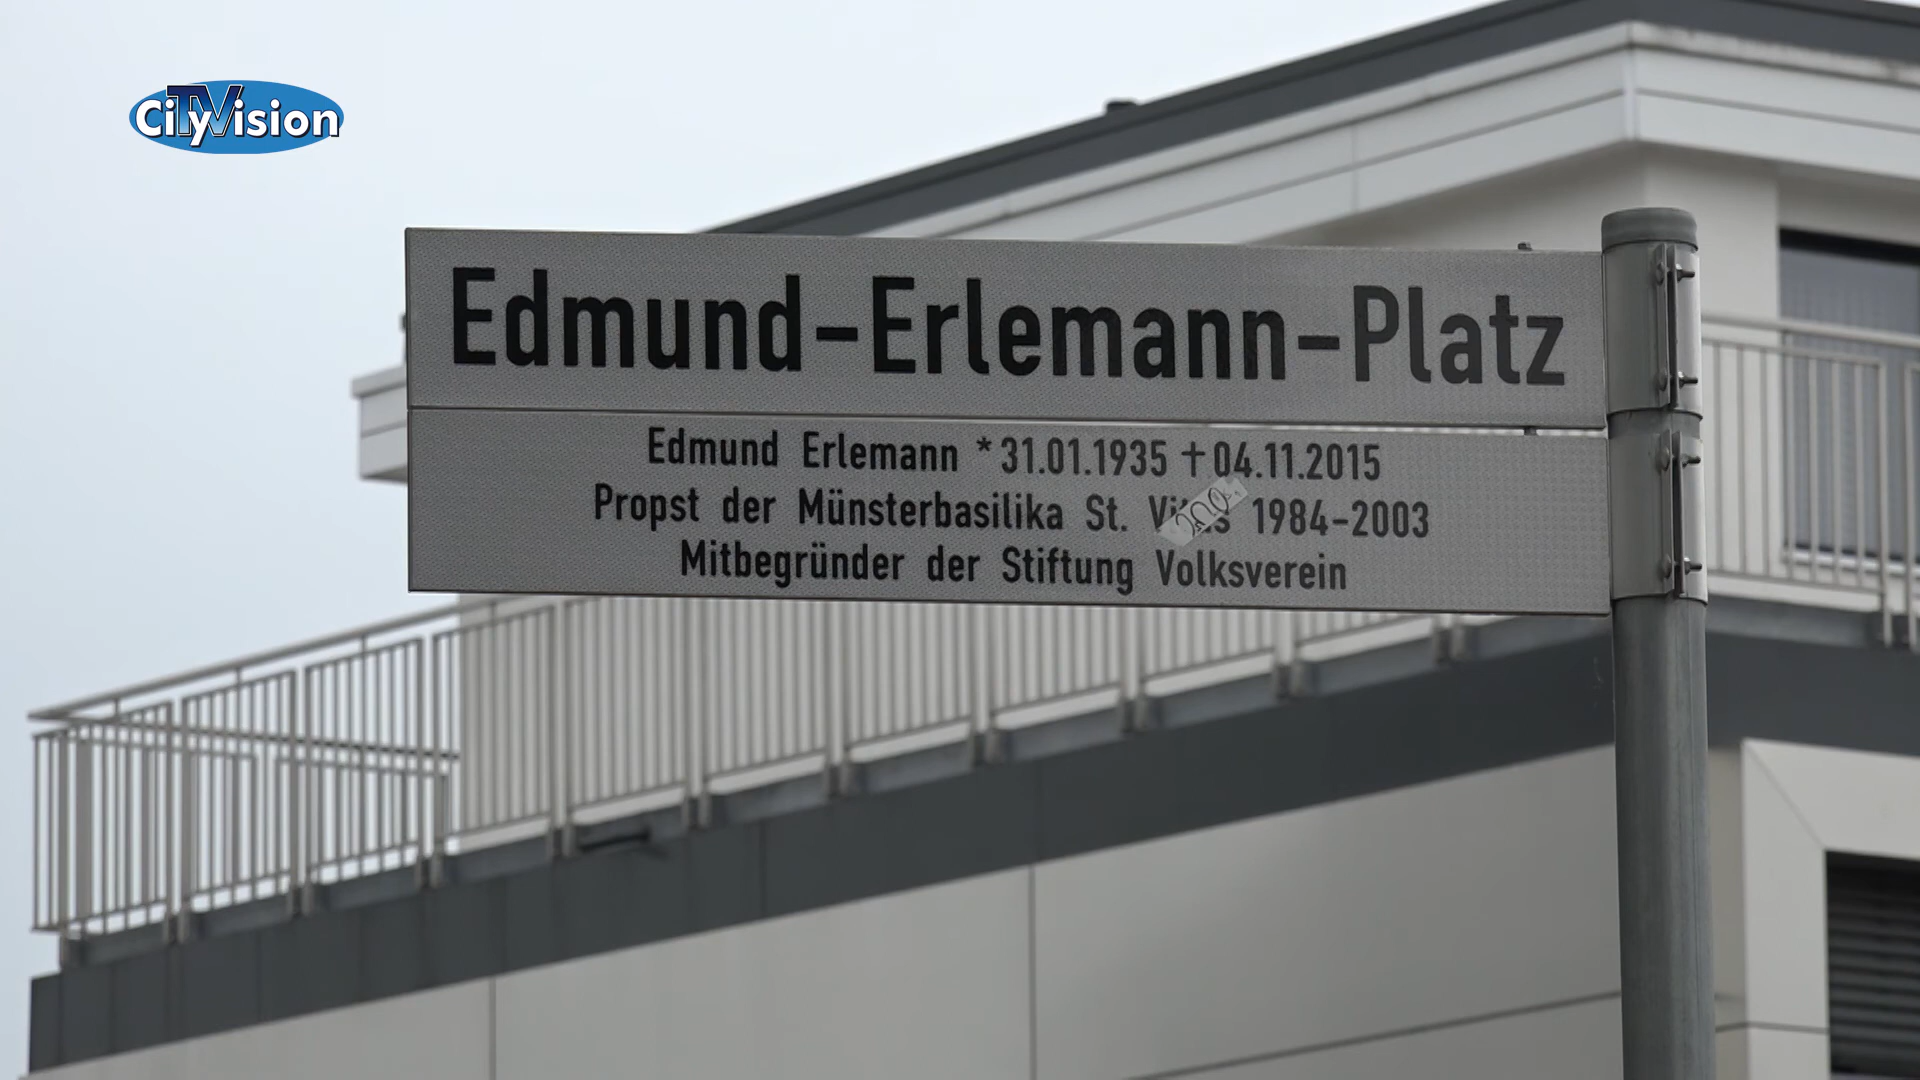 CiTyVision
Edmund-Erlemann-Platz
Edmund Erlemann *31.01.1935 †04.11.2015
Propst der Münsterbasilika St. Vitus 1984-2003
Mitbegründer der Stiftung Volksverein